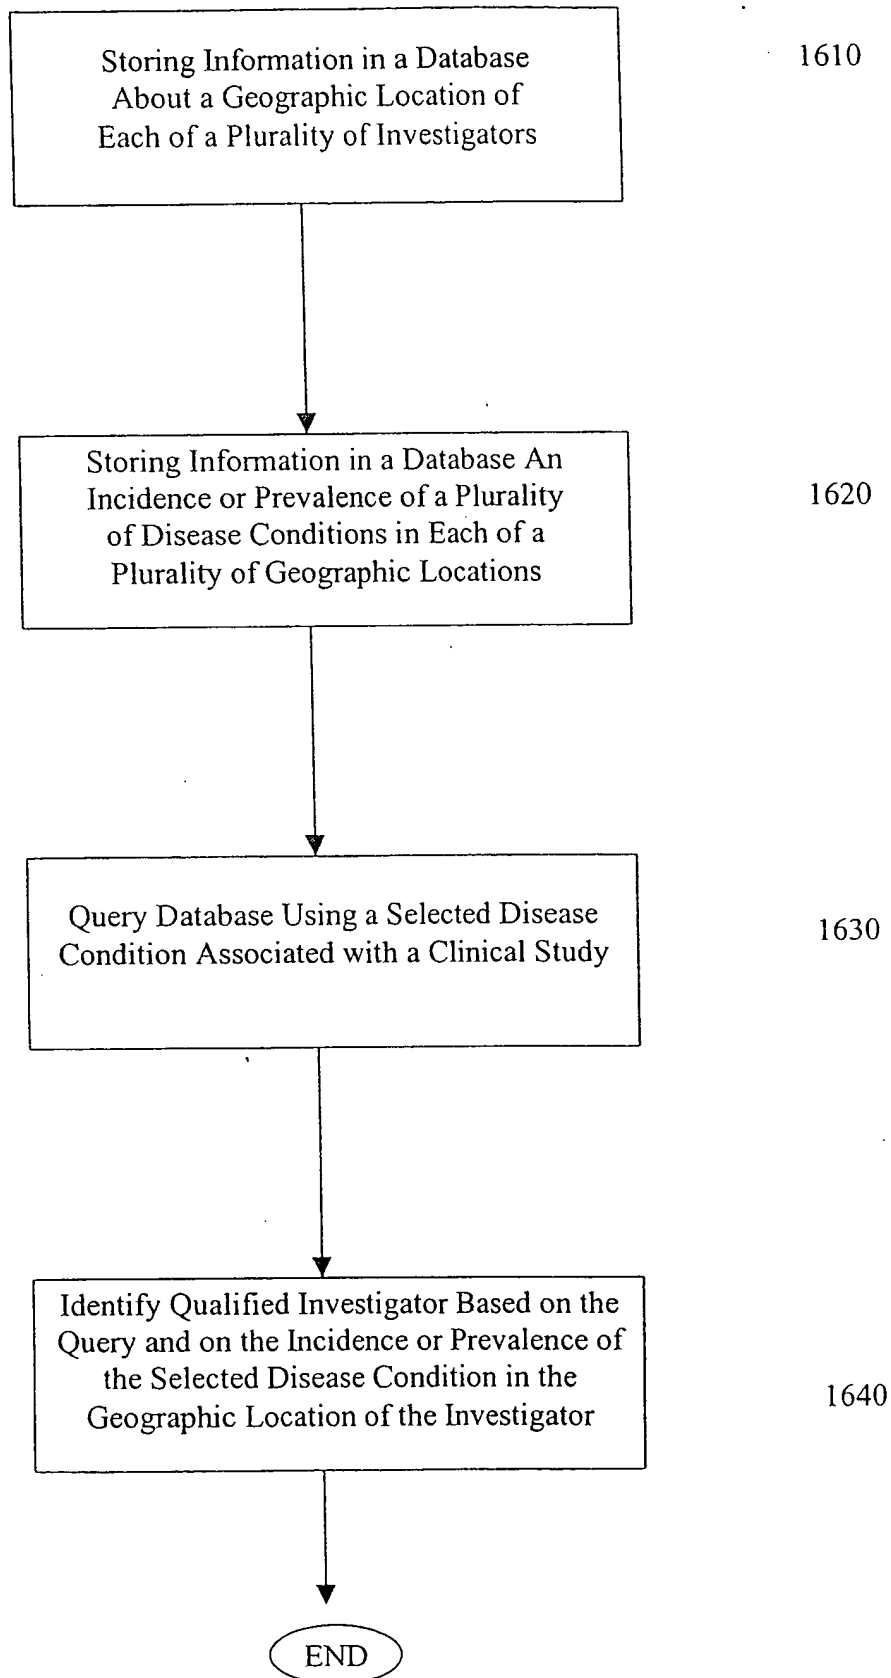 Storing Information in a Database
About a Geographic Location of
Each of a Plurality of Investigators
1610
Storing Information in a Database An
Incidence or Prevalence of a Plurality
of Disease Conditions in Each of a
Plurality of Geographic Locations
1620
Query Database Using a Selected Disease
Condition Associated with a Clinical Study
1630
Identify Qualified Investigator Based on the
Query and on the Incidence or Prevalence of
the Selected Disease Condition in the
Geographic Location of the Investigator
1640
END